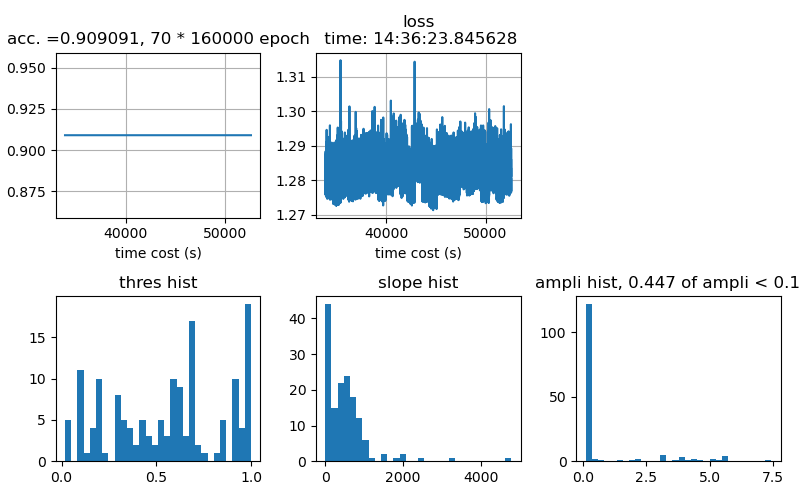 acc. =0.909091, 70 * 160000 epoch
loss
time: 14:36:23.845628
0.950
0.925
0.900
0.875
40000 50000
time cost (s)
1.31
1.30
1.29
1.28
1.27
40000 50000
time cost (s)
thres hist
15
10
5
0
0.0 0.5 1.0
slope hist
40
30
20
10
0
0 2000 4000
ampli hist, 0.447 of ampli < 0.1
100
50
0
0.0 2.5 5.0 7.5